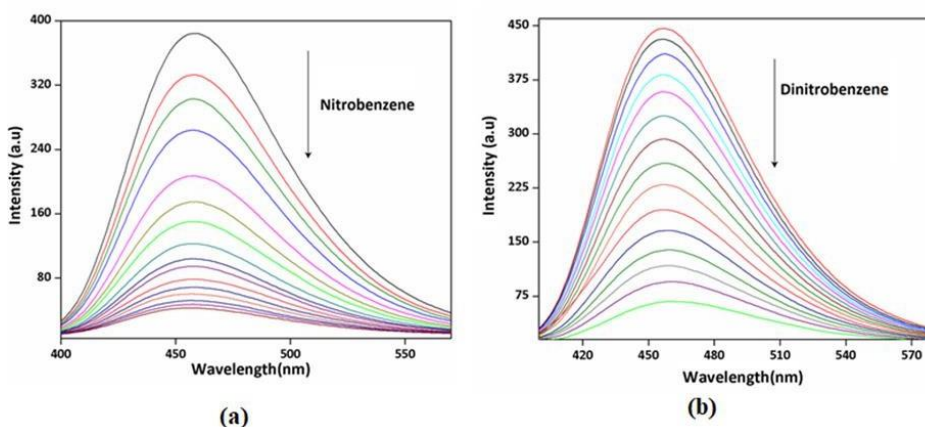 400
320
240
160
80
Intensity (a.u)
Nitrobenzene
400
450
500
550
Wavelength(nm)
(a)
450
375
300
225
150
75
Intensity (a.u)
Dinitrobenzene
420
450
480
510
540
570
Wavelength(nm)
(b)